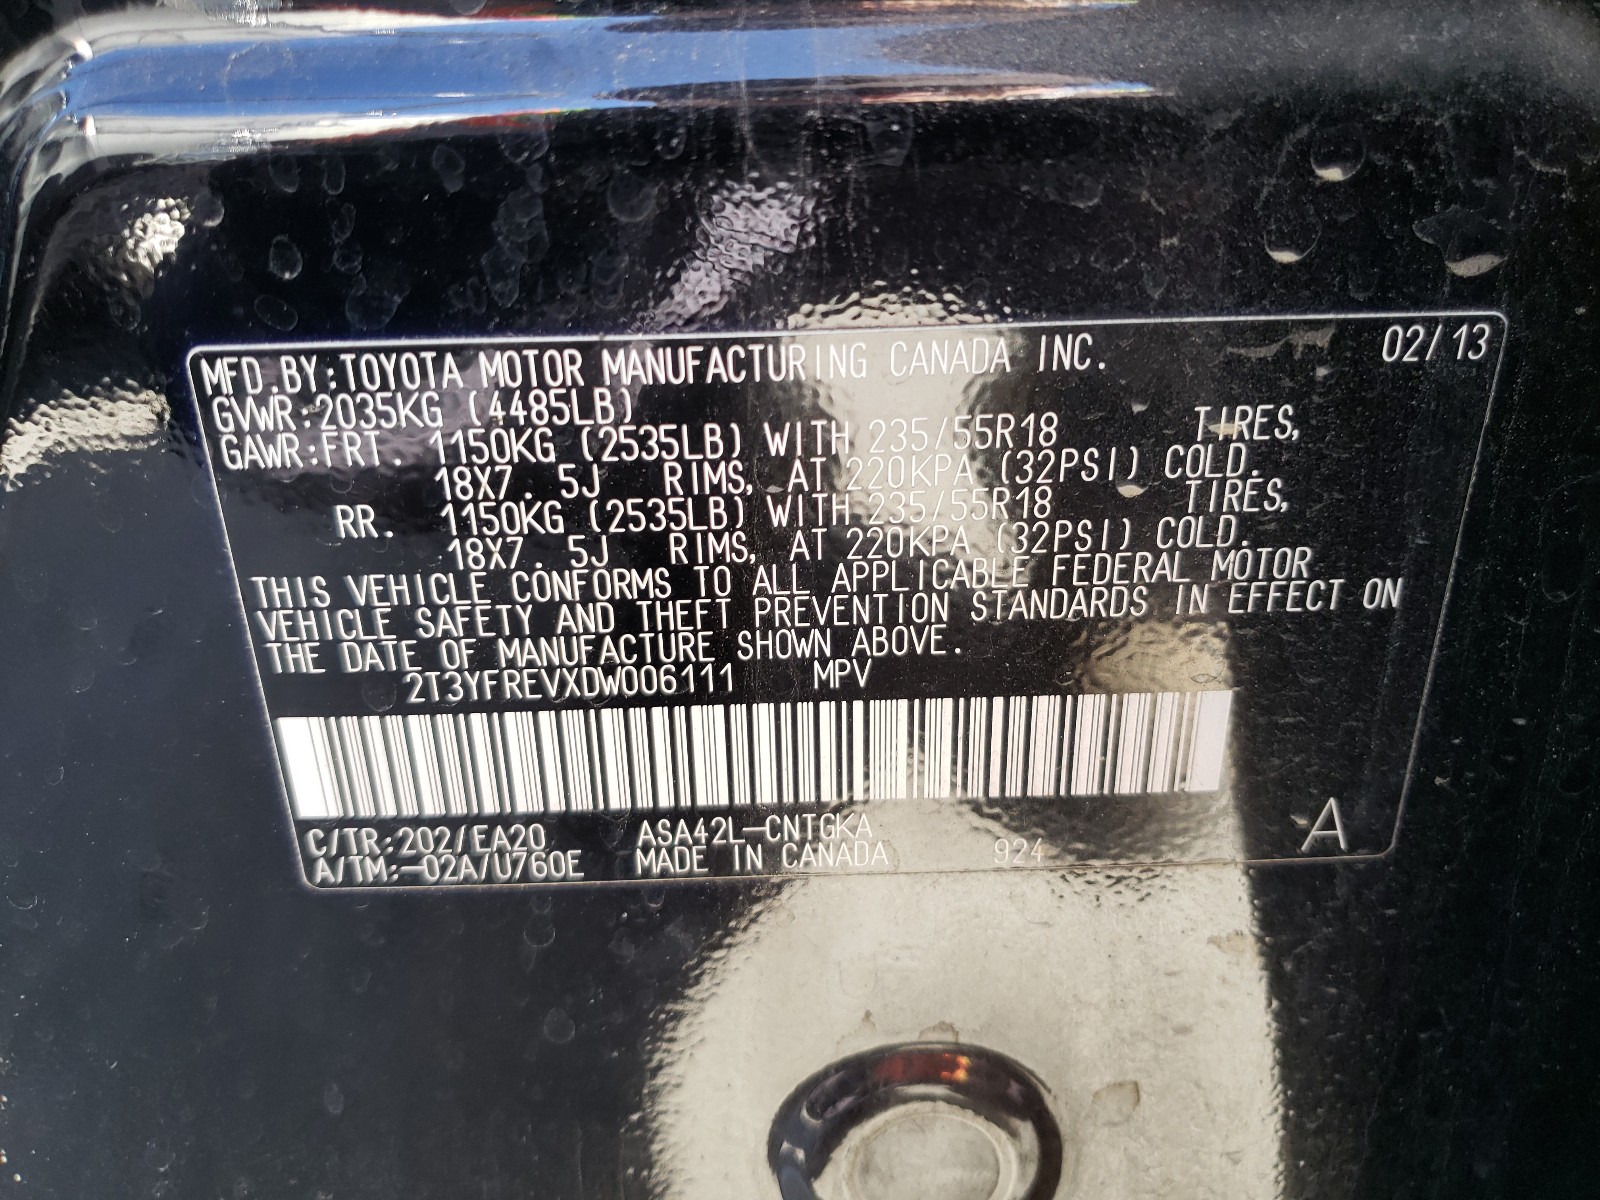 02/13
MFD.BY:TOYOTA MOTOR MANUFACTURING CANADA INC.
GVWR:2035KG (4485LB)
GAWR:FRT. 1150KG (2535LB) WITH 235/55R18 TIRES,
18X7.5J RIMS, AT 220KPA (32PSI) COLD.
RR. 1150KG (2535LB) WITH 235/55R18 TIRES,
18X7.5J RIMS, AT 220KPA (32PSI) COLD.
THIS VEHICLE CONFORMS TO ALL APPLICABLE FEDERAL MOTOR
VEHICLE SAFETY AND THEFT PREVENTION STANDARDS IN EFFECT ON
THE DATE OF MANUFACTURE SHOWN ABOVE.
2T3YFREVXDW006111 MPV
C/TR:202/EA20 ASA42L-CNTGKA
A/TM:-02A/U760E MADE IN CANADA 924
A